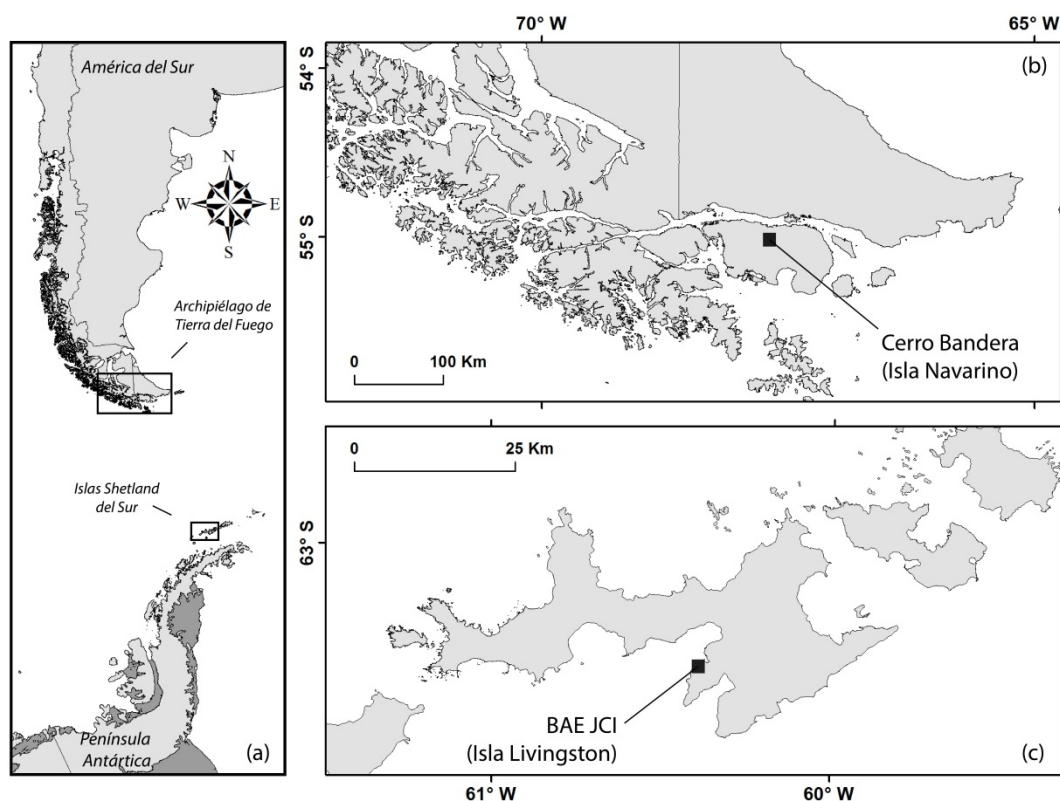 América del Sur
N
W
E
S
Archipiélago de
Tierra del Fuego
Islas Shetland
del Sur
Península
Antártica
(a)
70° W
65° W
54° S
55° S
(b)
0
100 Km
Cerro Bandera
(Isla Navarino)
0
25 Km
63° S
BAE JCI
(Isla Livingston)
(c)
61° W
60° W